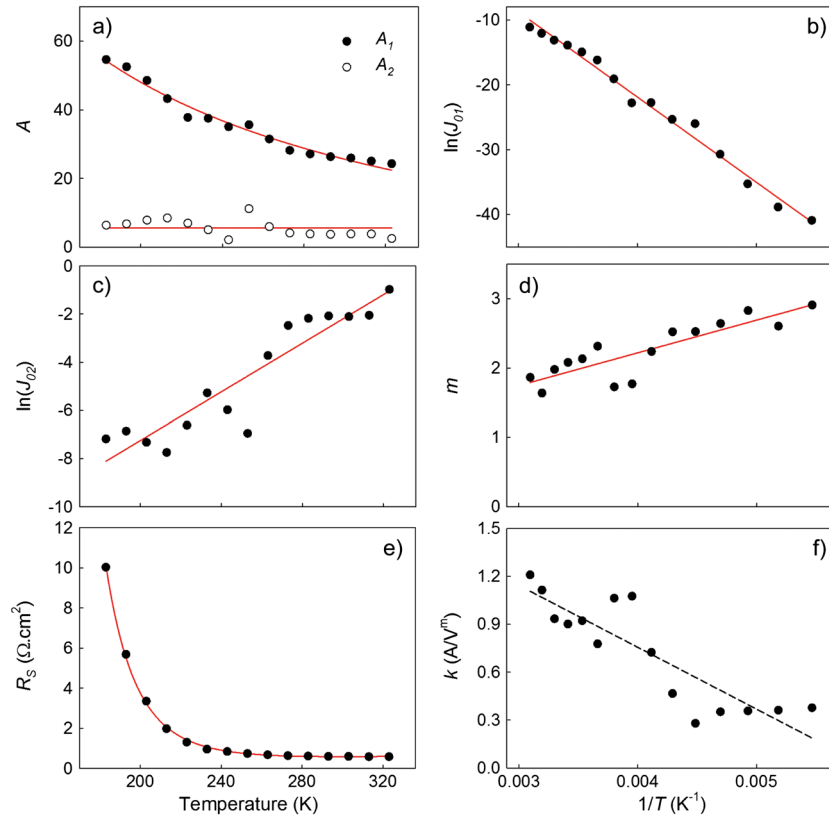 a)
60
40
20
0
A
A1
A2
b)
-10
-20
-30
-40
ln(J01)
c)
0
-2
-4
-6
-8
-10
ln(J02)
d)
3
2
1
0
m
e)
12
10
8
6
4
2
0
RS (Ω.cm²)
200 240 280 320
Temperature (K)
f)
1.5
1.2
0.9
0.6
0.3
0.0
k (A/Vᵐ)
0.003 0.004 0.005
1/T (K⁻¹)